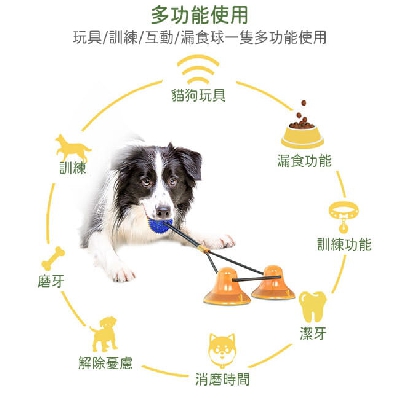 多功能使用
玩具/訓練/互動/漏食球一隻多功能使用
貓狗玩具
漏食功能
訓練功能
潔牙
消磨時間
解除憂慮
磨牙
訓練